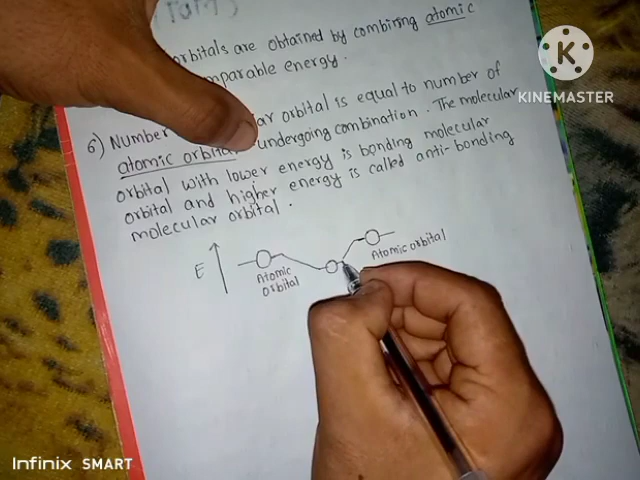 orbitals are obtained by combining atomic
mparable energy.
6) Number ar orbital is equal to number of
atomic orbital undergoing combination. The molecular
orbital with lower energy is bonding molecular
orbital and higher energy is called anti-bonding
molecular orbital.
E
Atomic
orbital
Atomic orbital
K
KINEMASTER
Infinix SMART